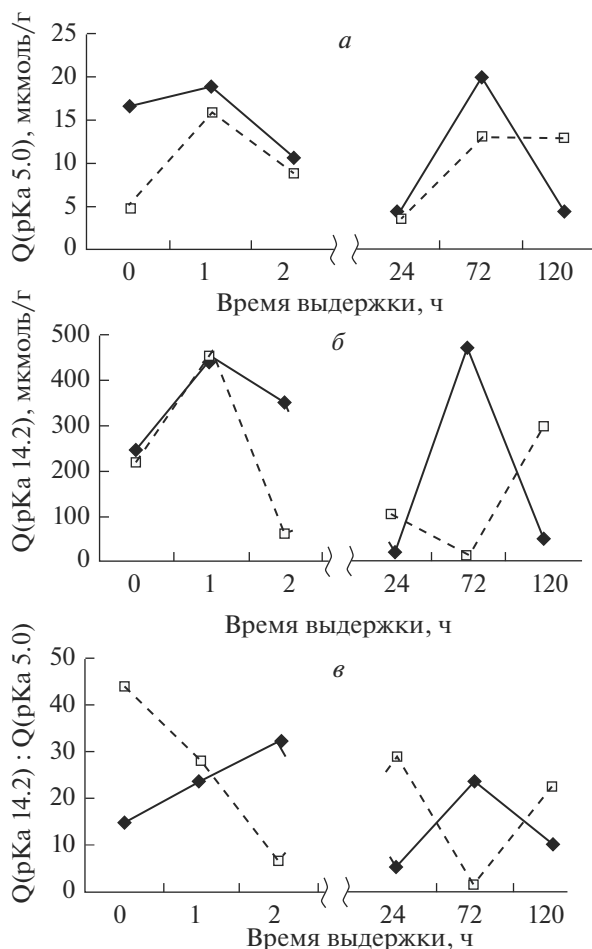 а
Q(pKa 5.0), мкмоль/г
25
20
15
10
5
0
0 1 2 24 72 120
Время выдержки, ч
б
Q(pKa 14.2), мкмоль/г
500
400
300
200
100
0
0 1 2 24 72 120
Время выдержки, ч
в
Q(pKa 14.2) : Q(pKa 5.0)
50
40
30
20
10
0
0 1 2 24 72 120
Время выдержки, ч